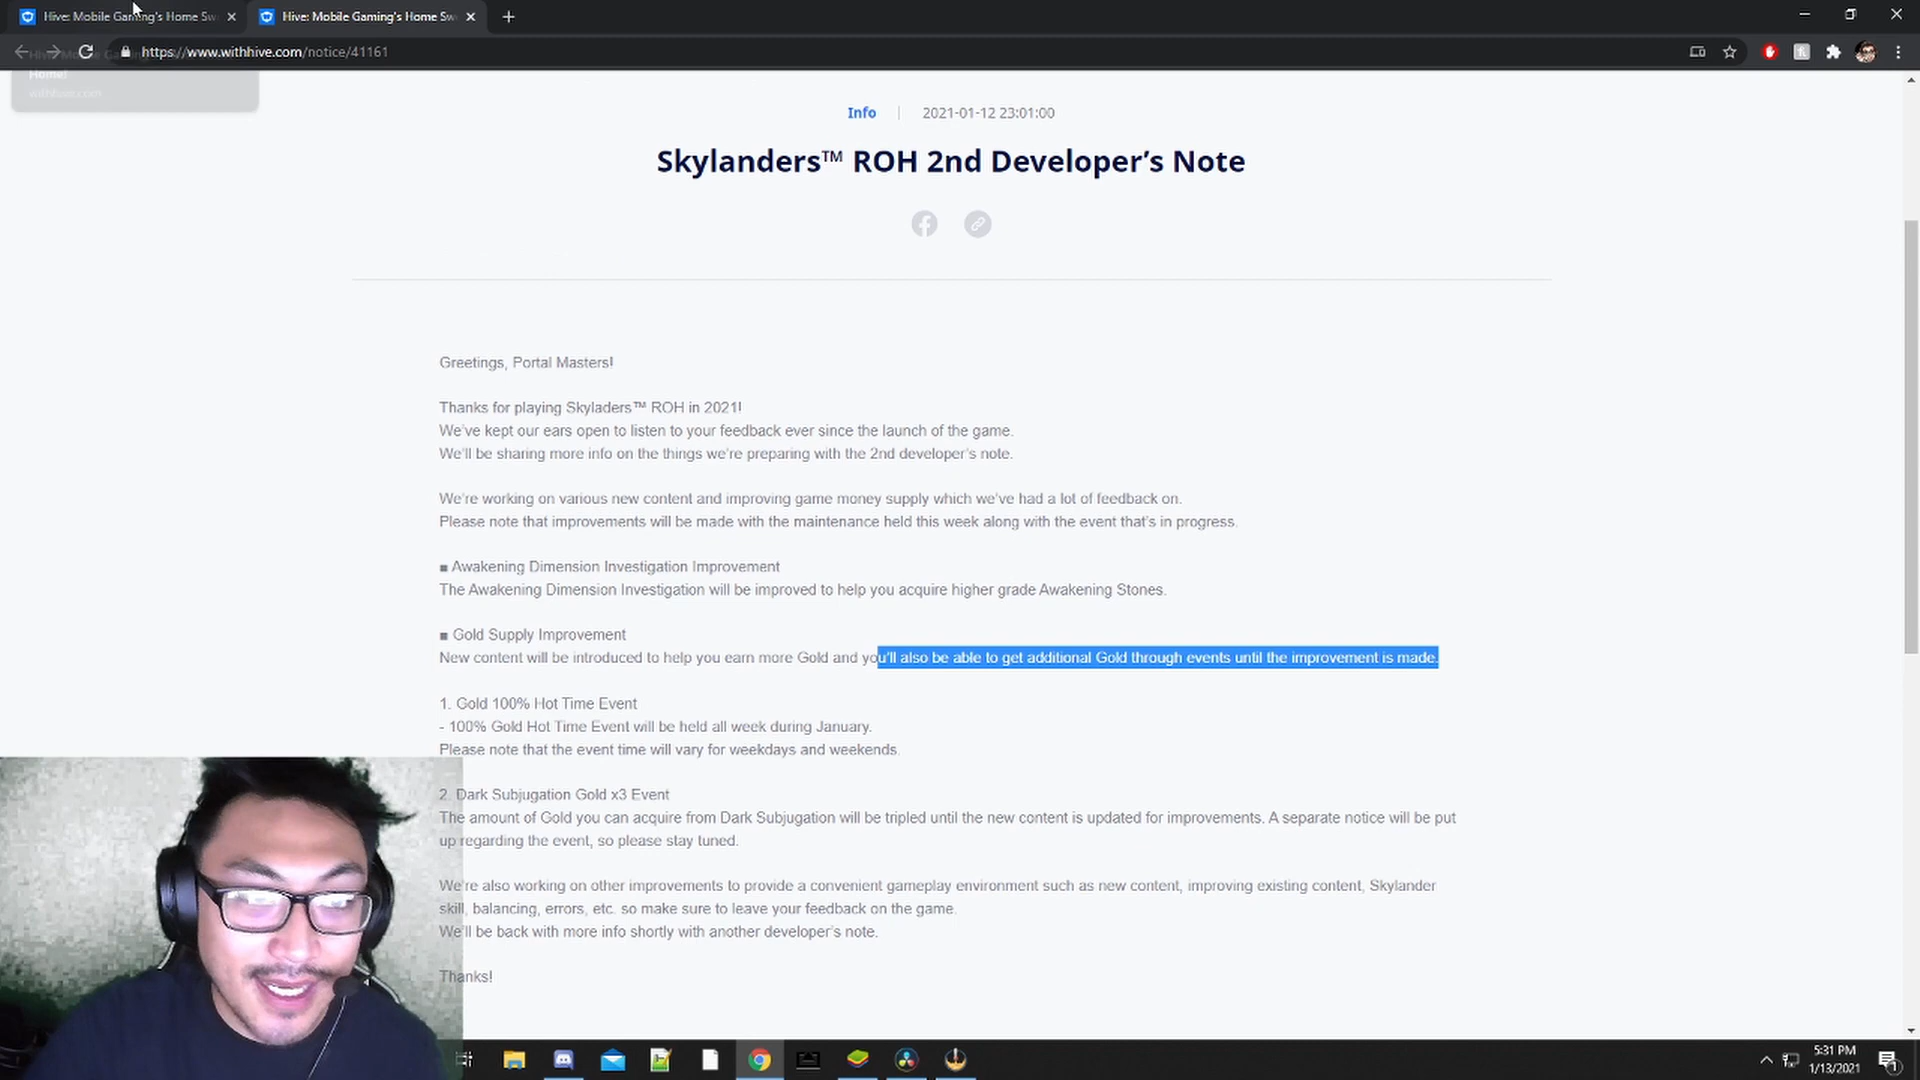 Hive: Mobile Gaming's Home Sw
Hive: Mobile Gaming's Home Sw
https://www.withhive.com/notice/41161
Home!
withhive.com
Info | 2021-01-12 23:01:00
Skylanders™ ROH 2nd Developer’s Note
Greetings, Portal Masters!
Thanks for playing Skyladers™ ROH in 2021!
We’ve kept our ears open to listen to your feedback ever since the launch of the game.
We’ll be sharing more info on the things we’re preparing with the 2nd developer’s note.
We’re working on various new content and improving game money supply which we’ve had a lot of feedback on.
Please note that improvements will be made with the maintenance held this week along with the event that’s in progress.
■ Awakening Dimension Investigation Improvement
The Awakening Dimension Investigation will be improved to help you acquire higher grade Awakening Stones.
■ Gold Supply Improvement
New content will be introduced to help you earn more Gold and you’ll also be able to get additional Gold through events until the improvement is made.
1. Gold 100% Hot Time Event
- 100% Gold Hot Time Event will be held all week during January.
Please note that the event time will vary for weekdays and weekends.
2. Dark Subjugation Gold x3 Event
The amount of Gold you can acquire from Dark Subjugation will be tripled until the new content is updated for improvements. A separate notice will be put
up regarding the event, so please stay tuned.
We’re also working on other improvements to provide a convenient gameplay environment such as new content, improving existing content, Skylander
skill, balancing, errors, etc. so make sure to leave your feedback on the game.
We’ll be back with more info shortly with another developer’s note.
Thanks!
5:31 PM
1/13/2021